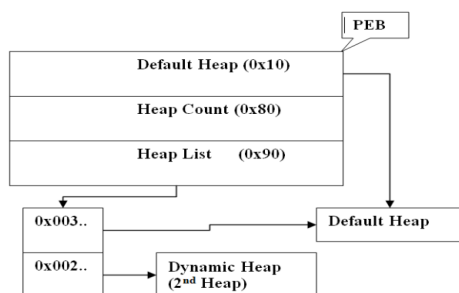 PEB
Default Heap (0x10)
Heap Count (0x80)
Heap List (0x90)
0x003..
Default Heap
0x002..
Dynamic Heap
(2nd Heap)